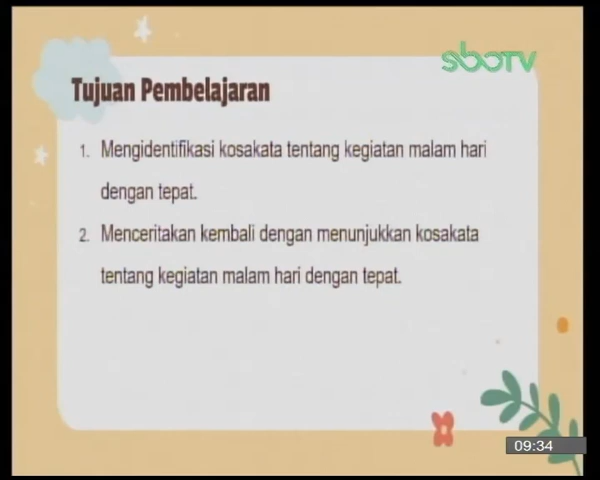 sboTV
Tujuan Pembelajaran
1. Mengidentifikasi kosakata tentang kegiatan malam hari
dengan tepat.
2. Menceritakan kembali dengan menunjukkan kosakata
tentang kegiatan malam hari dengan tepat.
09:34